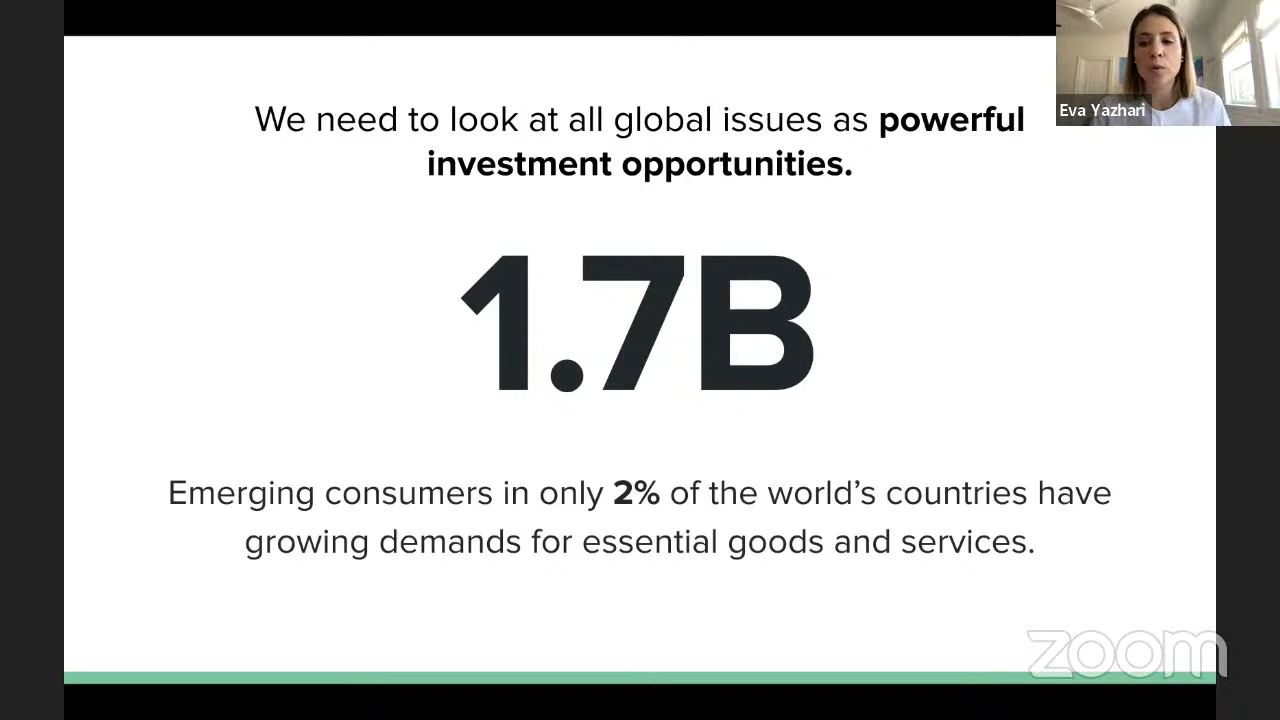 We need to look at all global issues as powerful
investment opportunities.
Eva Yazhari
1.7B
Emerging consumers in only 2% of the world’s countries have
growing demands for essential goods and services.
zoom